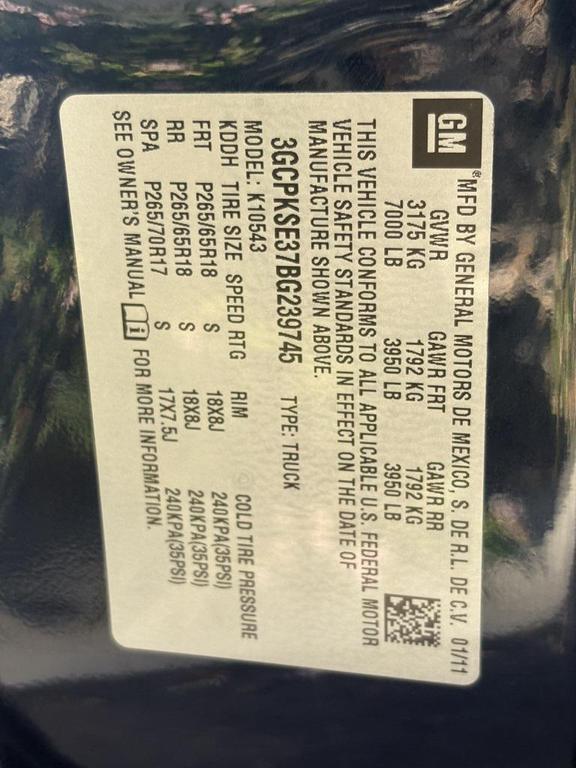 GM
® MFD BY GENERAL MOTORS DE MEXICO, S. DE R.L. DE C.V. 01/11
GVWR GAWR FRT GAWR RR
3175 KG 1792 KG 1792 KG
7000 LB 3950 LB 3950 LB
THIS VEHICLE CONFORMS TO ALL APPLICABLE U.S. FEDERAL MOTOR
VEHICLE SAFETY STANDARDS IN EFFECT ON THE DATE OF
MANUFACTURE SHOWN ABOVE.
3GCPKSE37BG239745 TYPE: TRUCK
MODEL: K10543
KDDH TIRE SIZE SPEED RTG RIM COLD TIRE PRESSURE
FRT P265/65R18 S 18X8J 240KPA(35PSI)
RR P265/65R18 S 18X8J 240KPA(35PSI)
SPA P265/70R17 S 17X7.5J 240KPA(35PSI)
SEE OWNER'S MANUAL i FOR MORE INFORMATION.